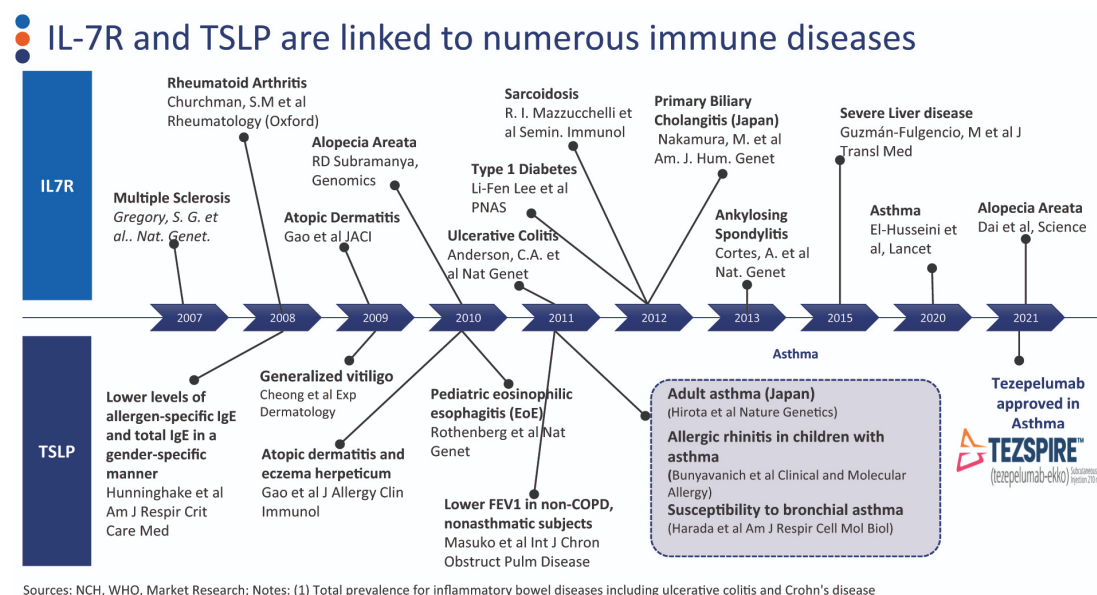 IL-7R and TSLP are linked to numerous immune diseases
IL7R
Multiple Sclerosis
Gregory, S. G. et
al.. Nat. Genet.
Rheumatoid Arthritis
Churchman, S.M et al
Rheumatology (Oxford)
Atopic Dermatitis
Gao et al JACI
Alopecia Areata
RD Subramanya,
Genomics
Ulcerative Colitis
Anderson, C.A. et
al Nat Genet
Type 1 Diabetes
Li-Fen Lee et al
PNAS
Sarcoidosis
R. I. Mazzucchelli et
al Semin. Immunol
Primary Biliary
Cholangitis (Japan)
Nakamura, M. et al
Am. J. Hum. Genet
Ankylosing
Spondylitis
Cortes, A. et al
Nat. Genet
Severe Liver disease
Guzmán-Fulgencio, M et al J
Transl Med
Asthma
El-Husseini et
al, Lancet
Alopecia Areata
Dai et al, Science
2007
2008
2009
2010
2011
2012
2013
2015
2020
2021
TSLP
Lower levels of
allergen-specific IgE
and total IgE in a
gender-specific
manner
Hunninghake et al
Am J Respir Crit
Care Med
Generalized vitiligo
Cheong et al Exp
Dermatology
Atopic dermatitis and
eczema herpeticum
Gao et al J Allergy Clin
Immunol
Pediatric eosinophilic
esophagitis (EoE)
Rothenberg et al Nat
Genet
Lower FEV1 in non-COPD,
nonasthmatic subjects
Masuko et al Int J Chron
Obstruct Pulm Disease
Asthma
Adult asthma (Japan)
(Hirota et al Nature Genetics)
Allergic rhinitis in children with
asthma
(Bunyavanich et al Clinical and Molecular
Allergy)
Susceptibility to bronchial asthma
(Harada et al Am J Respir Cell Mol Biol)
Tezepelumab
approved in
Asthma
TEZSPIRE™
(tezepelumab-ekko)
Subcutaneous
Injection 210
Sources: NCH, WHO, Market Research; Notes: (1) Total prevalence for inflammatory bowel diseases including ulcerative colitis and Crohn's disease